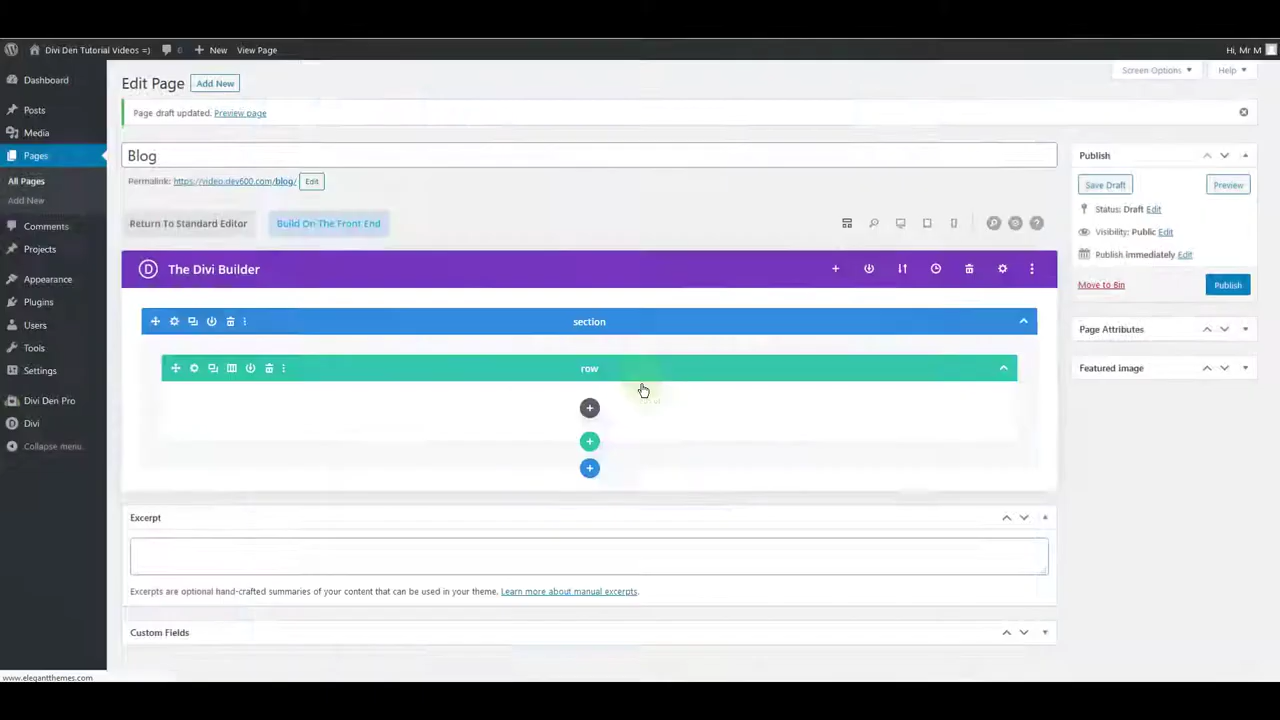 Divi Den Tutorial Videos =)
0
New
View Page
Hi, Mr M
Dashboard
Posts
Media
Pages
All Pages
Add New
Comments
Projects
Appearance
Plugins
Users
Tools
Settings
Divi Den Pro
Divi
Collapse menu
Screen Options
Help
Edit Page
Add New
Page draft updated. Preview page
Blog
Permalink: https://video.dev600.com/blog/ Edit
Return To Standard Editor
Build On The Front End
The Divi Builder
section
row
Excerpt
Excerpts are optional hand-crafted summaries of your content that can be used in your theme. Learn more about manual excerpts.
Custom Fields
Publish
Save Draft
Preview
Status: Draft Edit
Visibility: Public Edit
Publish immediately Edit
Move to Bin
Publish
Page Attributes
Featured image
www.elegantthemes.com